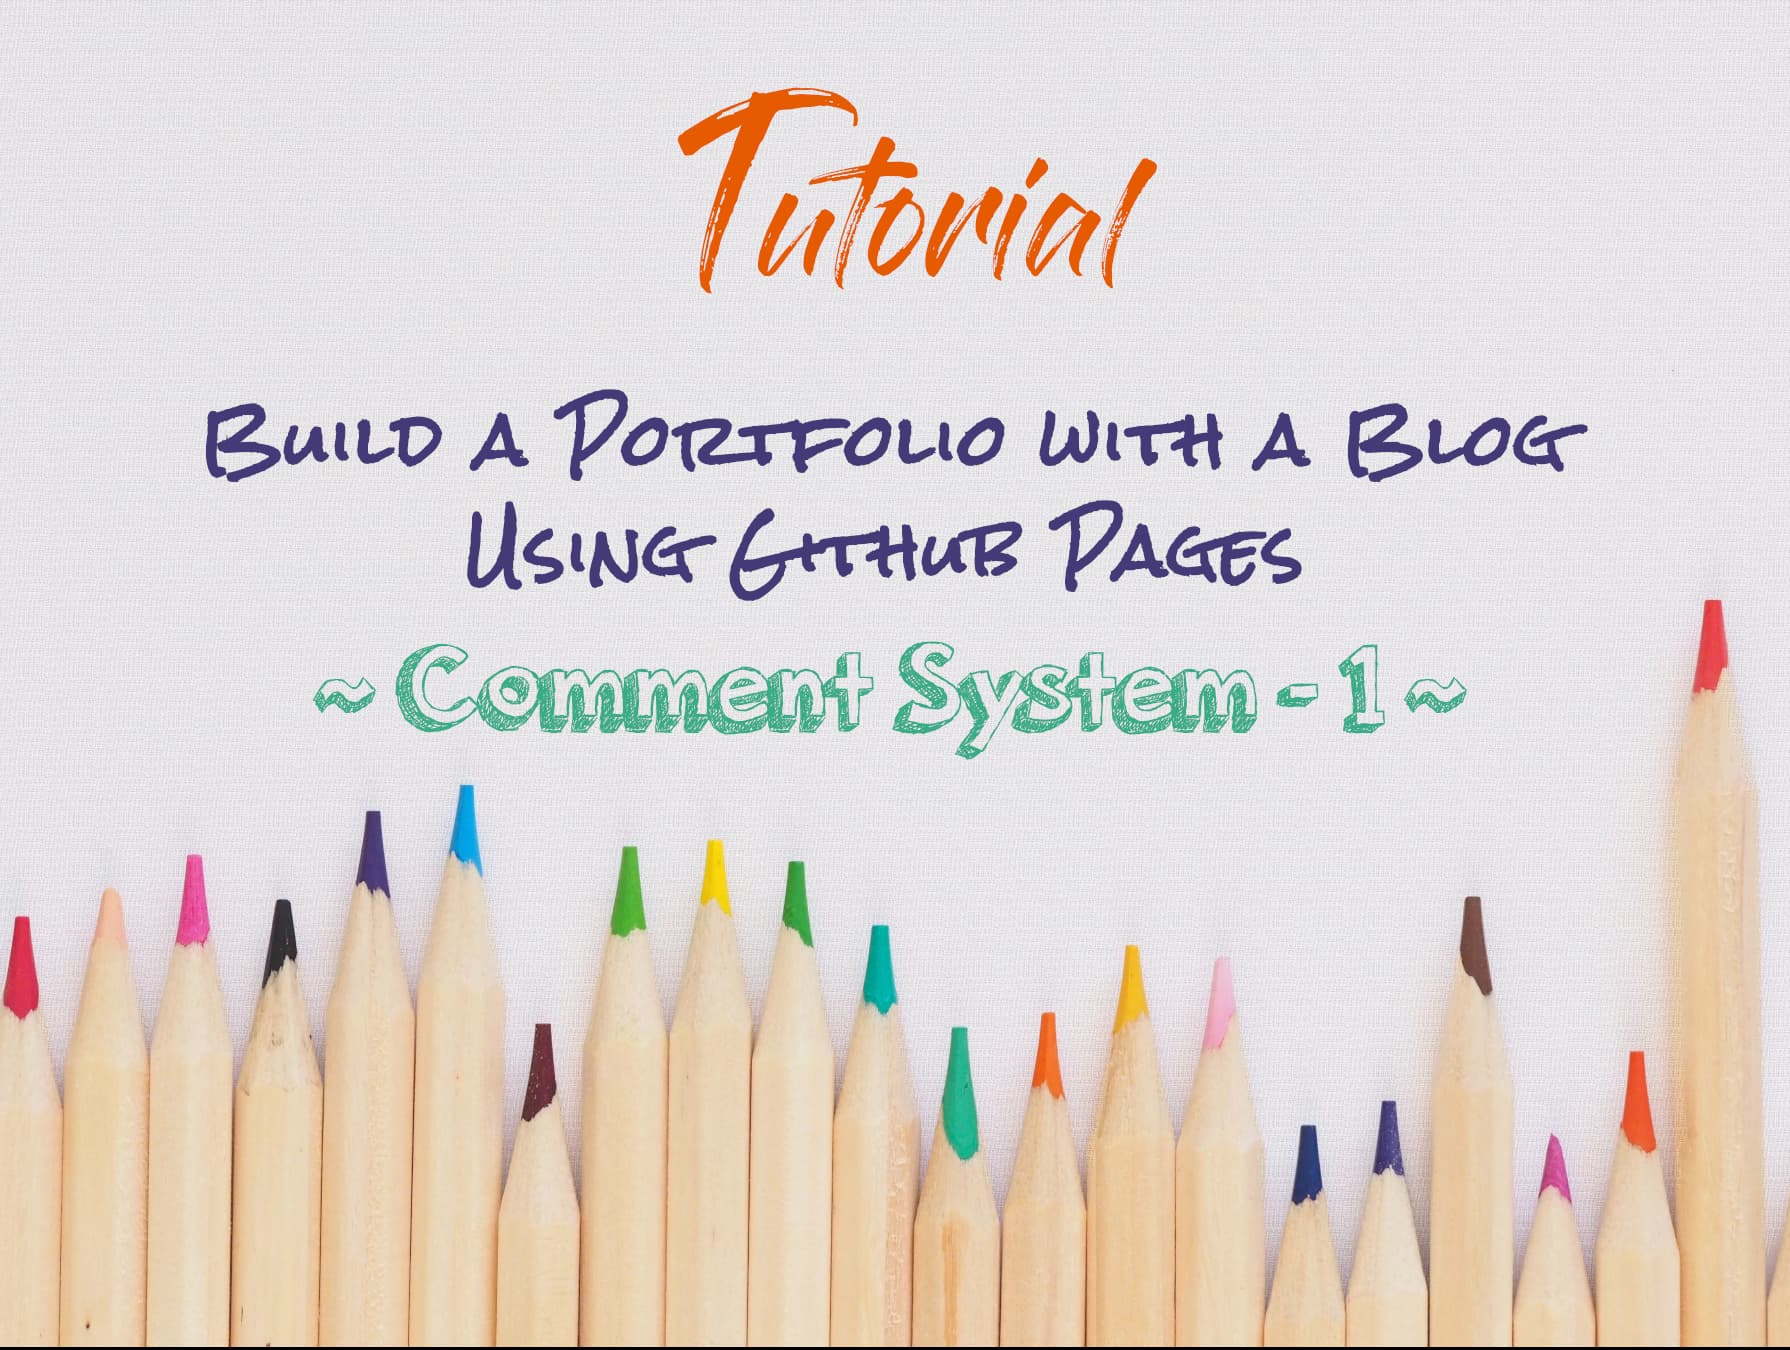 Tutorial
Build a Portfolio with a Blog
Using Github Pages
~ Comment System - 1 ~